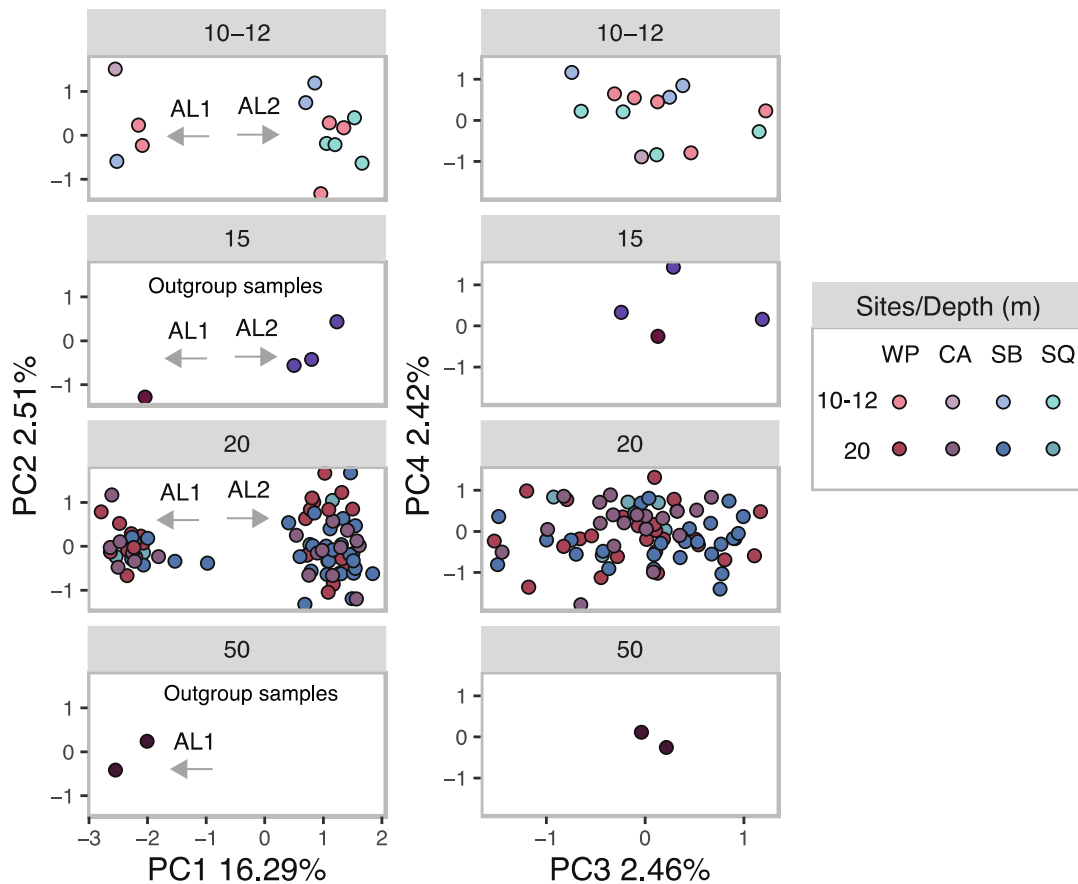 10–12
10–12
1
0
−1
AL1
AL2
1
0
−1
15
15
1
0
−1
Outgroup samples
AL1
AL2
1
0
−1
Sites/Depth (m)
WP CA SB SQ
10-12
20
PC2 2.51%
PC4 2.42%
20
20
1
0
−1
AL1
AL2
1
0
−1
50
50
1
0
−1
Outgroup samples
AL1
1
0
−1
−3 −2 −1 0 1 2
−1 0 1
PC1 16.29%
PC3 2.46%